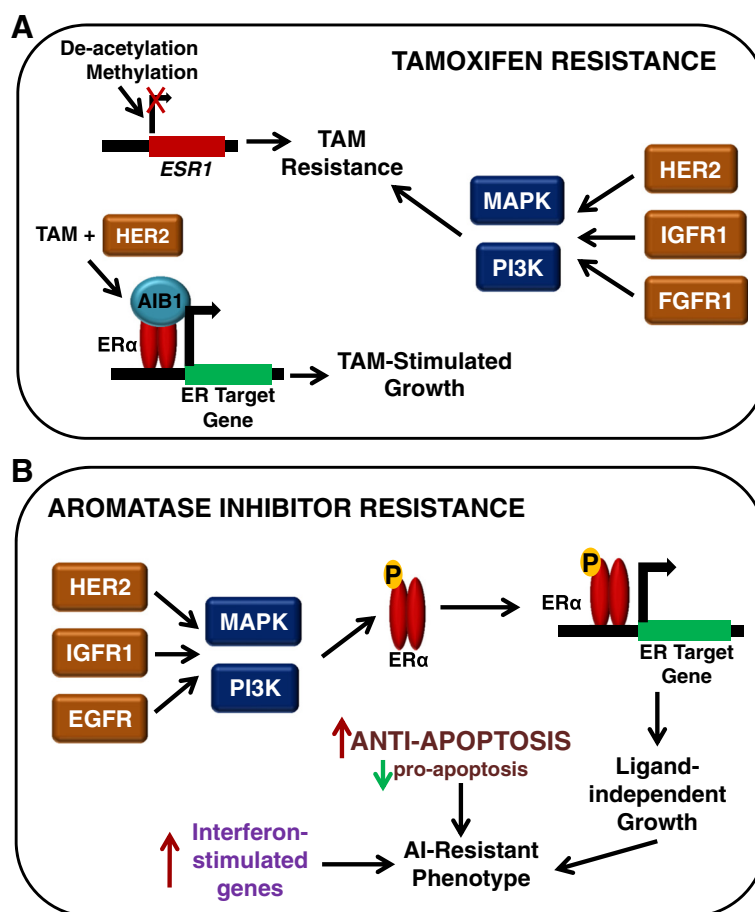 A
TAMOXIFEN RESISTANCE
De-acetylation
Methylation
ESR1
TAM
Resistance
MAPK
PI3K
HER2
IGFR1
FGFR1
TAM + HER2
AIB1
ERα
ER Target
Gene
TAM-Stimulated
Growth
B
AROMATASE INHIBITOR RESISTANCE
HER2
IGFR1
EGFR
MAPK
PI3K
P
ERα
P
ERα
ER Target
Gene
ANTI-APOPTOSIS
pro-apoptosis
Ligand-
independent
Growth
Interferon-
stimulated
genes
AI-Resistant
Phenotype